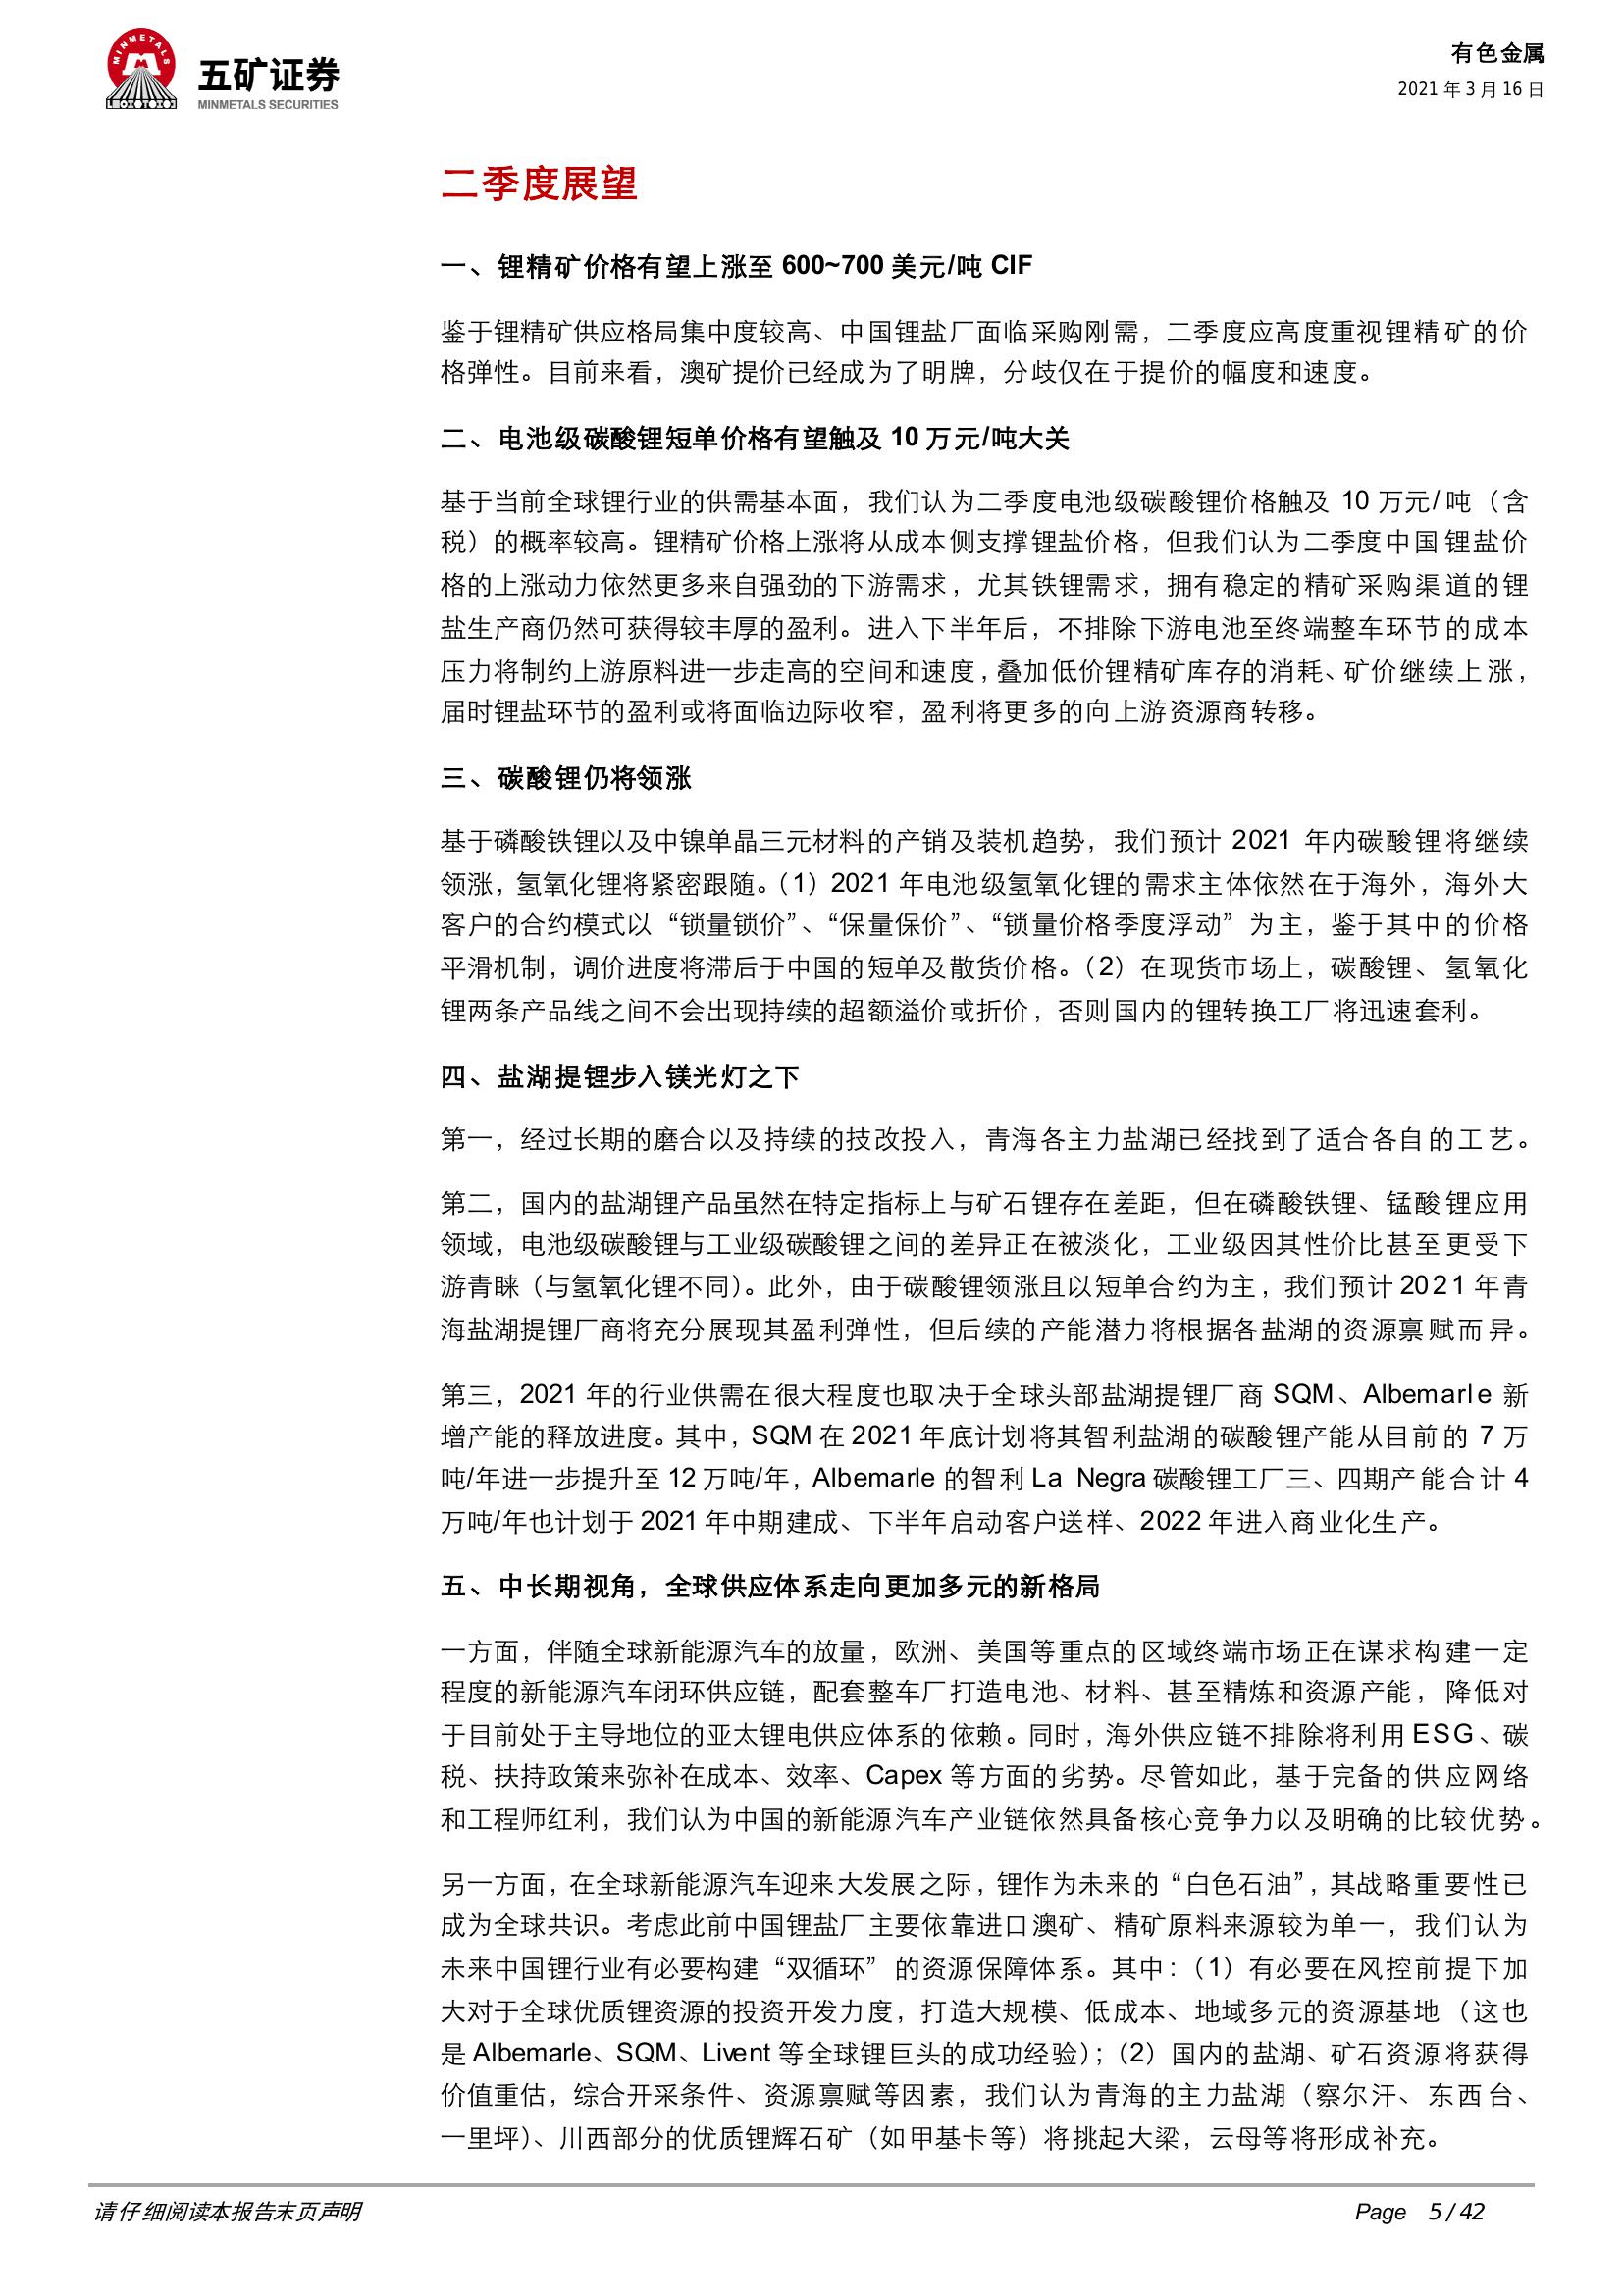 MINMETALS
五矿证券
MINMETALS SECURITIES
有色金属
2021 年 3 月 16 日
二季度展望
一、锂精矿价格有望上涨至 600~700 美元/吨 CIF
鉴于锂精矿供应格局集中度较高、中国锂盐厂面临采购刚需，二季度应高度重视锂精矿的价
格弹性。目前来看，澳矿提价已经成为了明牌，分歧仅在于提价的幅度和速度。
二、电池级碳酸锂短单价格有望触及 10 万元/吨大关
基于当前全球锂行业的供需基本面，我们认为二季度电池级碳酸锂价格触及 10 万元/吨（含
税）的概率较高。锂精矿价格上涨将从成本侧支撑锂盐价格，但我们认为二季度中国锂盐价
格的上涨动力依然更多来自强劲的下游需求，尤其铁锂需求，拥有稳定的精矿采购渠道的锂
盐生产商仍然可获得较丰厚的盈利。进入下半年后，不排除下游电池至终端整车环节的成本
压力将制约上游原料进一步走高的空间和速度，叠加低价锂精矿库存的消耗、矿价继续上涨，
届时锂盐环节的盈利或将面临边际收窄，盈利将更多的向上游资源商转移。
三、碳酸锂仍将领涨
基于磷酸铁锂以及中镍单晶三元材料的产销及装机趋势，我们预计 2021 年内碳酸锂将继续
领涨，氢氧化锂将紧密跟随。（1）2021 年电池级氢氧化锂的需求主体依然在于海外，海外大
客户的合约模式以“锁量锁价”、“保量保价”、“锁量价格季度浮动”为主，鉴于其中的价格
平滑机制，调价进度将滞后于中国的短单及散货价格。（2）在现货市场上，碳酸锂、氢氧化
锂两条产品线之间不会出现持续的超额溢价或折价，否则国内的锂转换工厂将迅速套利。
四、盐湖提锂步入镁光灯之下
第一，经过长期的磨合以及持续的技改投入，青海各主力盐湖已经找到了适合各自的工艺。
第二，国内的盐湖锂产品虽然在特定指标上与矿石锂存在差距，但在磷酸铁锂、锰酸锂应用
领域，电池级碳酸锂与工业级碳酸锂之间的差异正在被淡化，工业级因其性价比甚至更受下
游青睐（与氢氧化锂不同）。此外，由于碳酸锂领涨且以短单合约为主，我们预计 2021 年青
海盐湖提锂厂商将充分展现其盈利弹性，但后续的产能潜力将根据各盐湖的资源禀赋而异。
第三，2021 年的行业供需在很大程度也取决于全球头部盐湖提锂厂商 SQM、Albemarle 新
增产能的释放进度。其中，SQM 在 2021 年底计划将其智利盐湖的碳酸锂产能从目前的 7 万
吨/年进一步提升至 12 万吨/年，Albemarle 的智利 La Negra 碳酸锂工厂三、四期产能合计 4
万吨/年也计划于 2021 年中期建成、下半年启动客户送样、2022 年进入商业化生产。
五、中长期视角，全球供应体系走向更加多元的新格局
一方面，伴随全球新能源汽车的放量，欧洲、美国等重点的区域终端市场正在谋求构建一定
程度的新能源汽车闭环供应链，配套整车厂打造电池、材料、甚至精炼和资源产能，降低对
于目前处于主导地位的亚太锂电供应体系的依赖。同时，海外供应链不排除将利用 ESG、碳
税、扶持政策来弥补在成本、效率、Capex 等方面的劣势。尽管如此，基于完备的供应网络
和工程师红利，我们认为中国的新能源汽车产业链依然具备核心竞争力以及明确的比较优势。
另一方面，在全球新能源汽车迎来大发展之际，锂作为未来的“白色石油”，其战略重要性已
成为全球共识。考虑此前中国锂盐厂主要依靠进口澳矿、精矿原料来源较为单一，我们认为
未来中国锂行业有必要构建“双循环”的资源保障体系。其中：（1）有必要在风控前提下加
大对于全球优质锂资源的投资开发力度，打造大规模、低成本、地域多元的资源基地（这也
是 Albemarle、SQM、Livent 等全球锂巨头的成功经验）；（2）国内的盐湖、矿石资源将获得
价值重估，综合开采条件、资源禀赋等因素，我们认为青海的主力盐湖（察尔汗、东西台、
一里坪）、川西部分的优质锂辉石矿（如甲基卡等）将挑起大梁，云母等将形成补充。
请仔细阅读本报告末页声明
Page 5 / 42